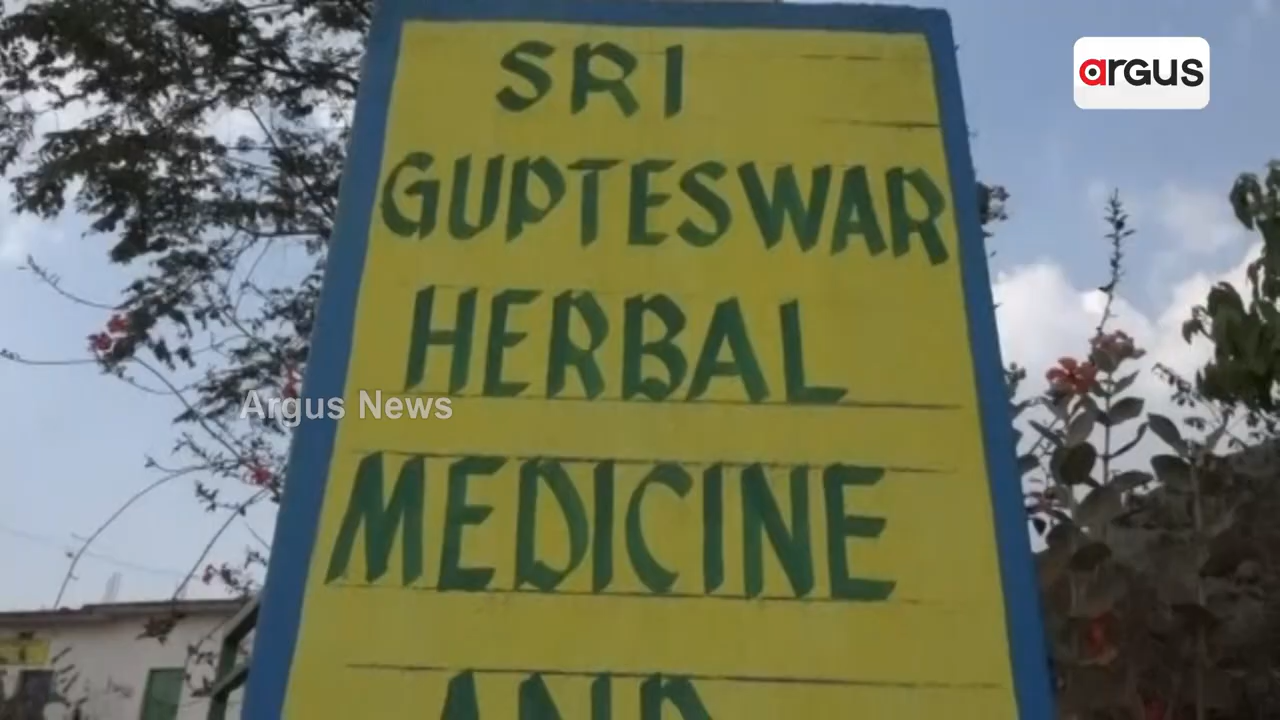 argus
SRI
GUPTESWAR
HERBAL
Argus News
MEDICINE
AND